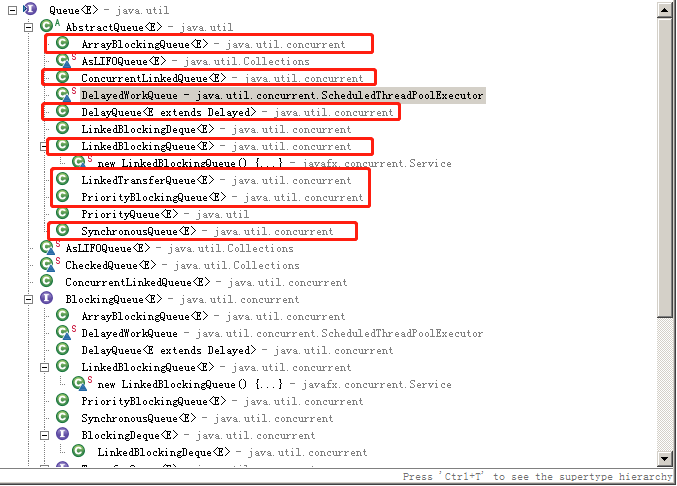 Queue<E> - java.util
AbstractQueue<E> - java.util
ArrayBlockingQueue<E> - java.util.concurrent
AsLIFOQueue<E> - java.util.Collections
ConcurrentLinkedQueue<E> - java.util.concurrent
DelayedWorkQueue - java.util.concurrent.ScheduledThreadPoolExecutor
DelayQueue<E extends Delayed> - java.util.concurrent
LinkedBlockingDeque<E> - java.util.concurrent
LinkedBlockingQueue<E> - java.util.concurrent
new LinkedBlockingQueue() {...} - javafx.concurrent.Service
LinkedTransferQueue<E> - java.util.concurrent
PriorityBlockingQueue<E> - java.util.concurrent
PriorityQueue<E> - java.util
SynchronousQueue<E> - java.util.concurrent
AsLIFOQueue<E> - java.util.Collections
CheckedQueue<E> - java.util.Collections
ConcurrentLinkedQueue<E> - java.util.concurrent
BlockingQueue<E> - java.util.concurrent
ArrayBlockingQueue<E> - java.util.concurrent
DelayedWorkQueue - java.util.concurrent.ScheduledThreadPoolExecutor
DelayQueue<E extends Delayed> - java.util.concurrent
LinkedBlockingQueue<E> - java.util.concurrent
new LinkedBlockingQueue() {...} - javafx.concurrent.Service
PriorityBlockingQueue<E> - java.util.concurrent
SynchronousQueue<E> - java.util.concurrent
BlockingDeque<E> - java.util.concurrent
LinkedBlockingDeque<E> - java.util.concurrent
Press 'Ctrl+T' to see the supertype hierarchy